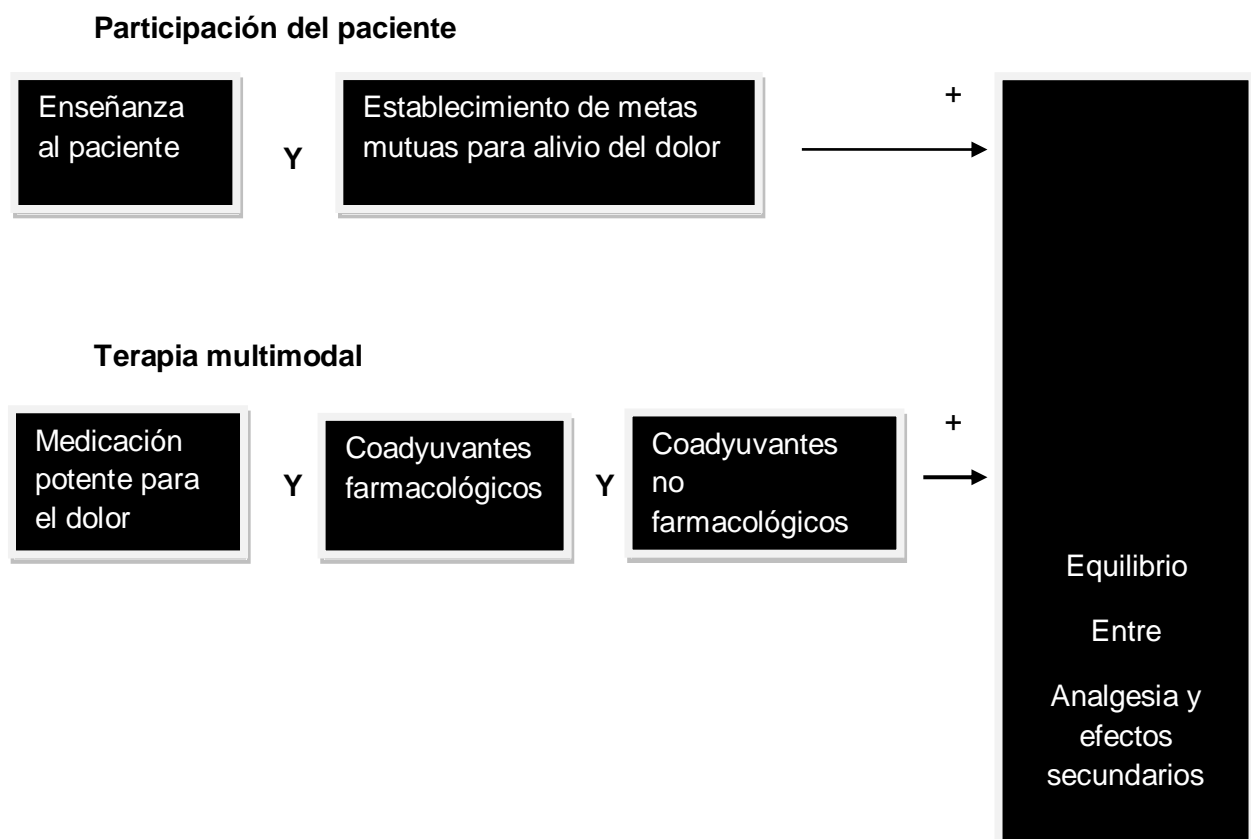 Participación del paciente
Enseñanza
al paciente
Y
Establecimiento de metas
mutuas para alivio del dolor
+
Terapia multimodal
Medicación
potente para
el dolor
Y
Coadyuvantes
farmacológicos
Y
Coadyuvantes
no
farmacológicos
+
Equilibrio
Entre
Analgesia y
efectos
secundarios